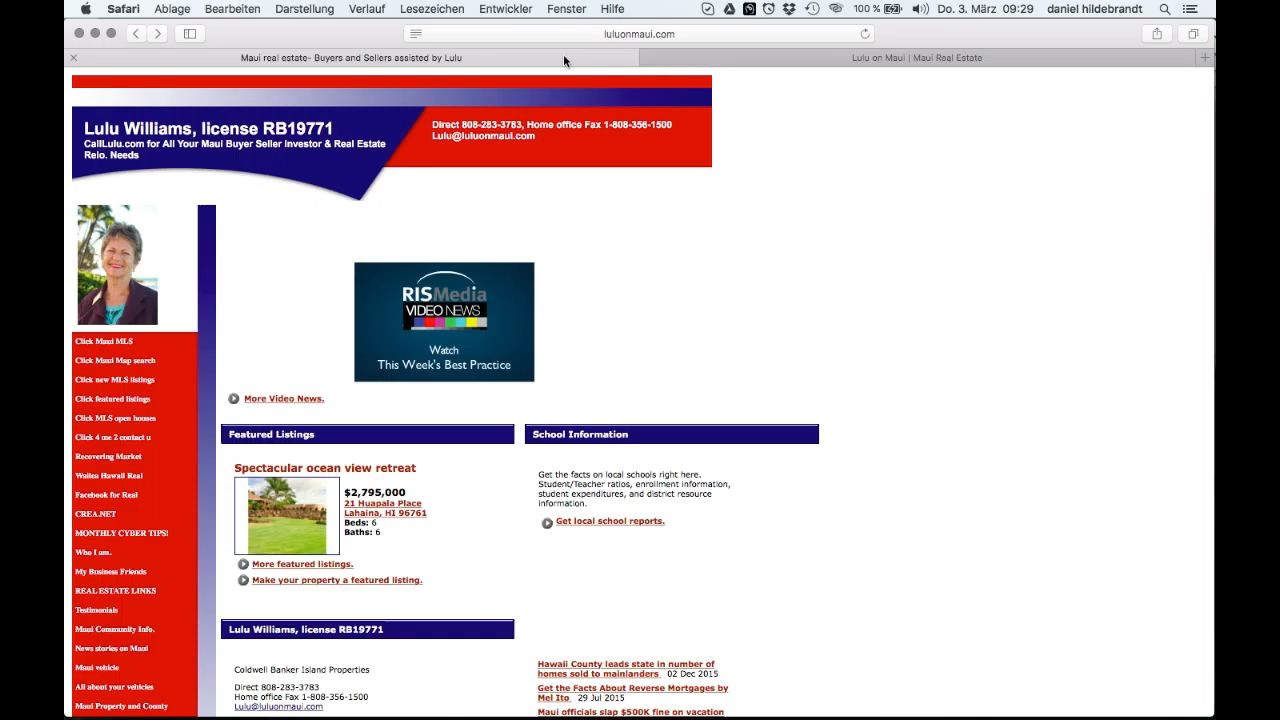 Safari Ablage Bearbeiten Darstellung Verlauf Lesezeichen Entwickler Fenster Hilfe 100 % Do. 3. März 09:29 daniel hildebrandt
luluonmaui.com
Maui real estate- Buyers and Sellers assisted by Lulu
Lulu on Maui | Maui Real Estate
Lulu Williams, license RB19771
CallLulu.com for All Your Maui Buyer Seller Investor & Real Estate
Relo. Needs
Direct 808-283-3783, Home office Fax 1-808-356-1500
Lulu@luluonmaui.com
Click Maui MLS
Click Maui Map search
Click new MLS listings
Click featured listings
Click MLS open houses
Click 4 me 2 contact u
Recovering Market
Wailea Hawaii Real
Facebook for Real
CREA.NET
MONTHLY CYBER TIPS!
Who I am.
My Business Friends
REAL ESTATE LINKS
Testimonials
Maui Community Info.
News stories on Maui
Maui vehicle
All about your vehicles
Maui Property and County
RISMedia
VIDEO NEWS
Watch
This Week's Best Practice
More Video News.
Featured Listings
Spectacular ocean view retreat
$2,795,000
21 Huapala Place
Lahaina, HI 96761
Beds: 6
Baths: 6
More featured listings.
Make your property a featured listing.
School Information
Get the facts on local schools right here.
Student/Teacher ratios, enrollment information,
student expenditures, and district resource
information.
Get local school reports.
Lulu Williams, license RB19771
Coldwell Banker Island Properties
Direct 808-283-3783
Home office Fax 1-808-356-1500
Lulu@luluonmaui.com
Hawaii County leads state in number of
homes sold to mainlanders 02 Dec 2015
Get the Facts About Reverse Mortgages by
Mel Ito 29 Jul 2015
Maui officials slap $500K fine on vacation